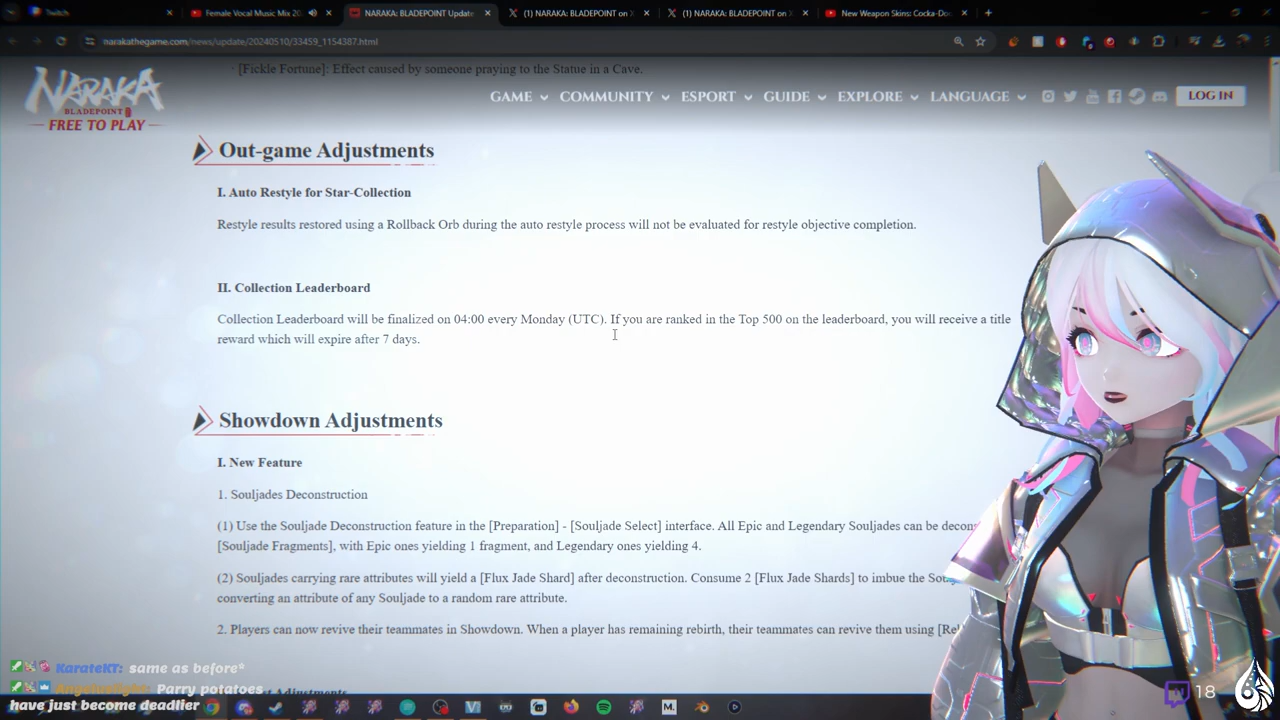 Twitch
Female Vocal Music Mix 20
NARAKA: BLADEPOINT Update
(1) NARAKA: BLADEPOINT on X
(1) NARAKA: BLADEPOINT on X
New Weapon Skins: Cocka-Doo
narakathegame.com/news/update/20240510/33459_1154387.html
· [Fickle Fortune]: Effect caused by someone praying to the Statue in a Cave.
NARAKA
BLADEPOINT
FREE TO PLAY
GAME
COMMUNITY
ESPORT
GUIDE
EXPLORE
LANGUAGE
LOG IN
Out-game Adjustments
I. Auto Restyle for Star-Collection
Restyle results restored using a Rollback Orb during the auto restyle process will not be evaluated for restyle objective completion.
II. Collection Leaderboard
Collection Leaderboard will be finalized on 04:00 every Monday (UTC). If you are ranked in the Top 500 on the leaderboard, you will receive a title
reward which will expire after 7 days.
Showdown Adjustments
I. New Feature
1. Souljades Deconstruction
(1) Use the Souljade Deconstruction feature in the [Preparation] - [Souljade Select] interface. All Epic and Legendary Souljades can be decons
[Souljade Fragments], with Epic ones yielding 1 fragment, and Legendary ones yielding 4.
(2) Souljades carrying rare attributes will yield a [Flux Jade Shard] after deconstruction. Consume 2 [Flux Jade Shards] to imbue the Sou
converting an attribute of any Souljade to a random rare attribute.
2. Players can now revive their teammates in Showdown. When a player has remaining rebirth, their teammates can revive them using [Re
Adjustments
KarateKT: same as before*
Parry potatoes
have just become deadlier
18